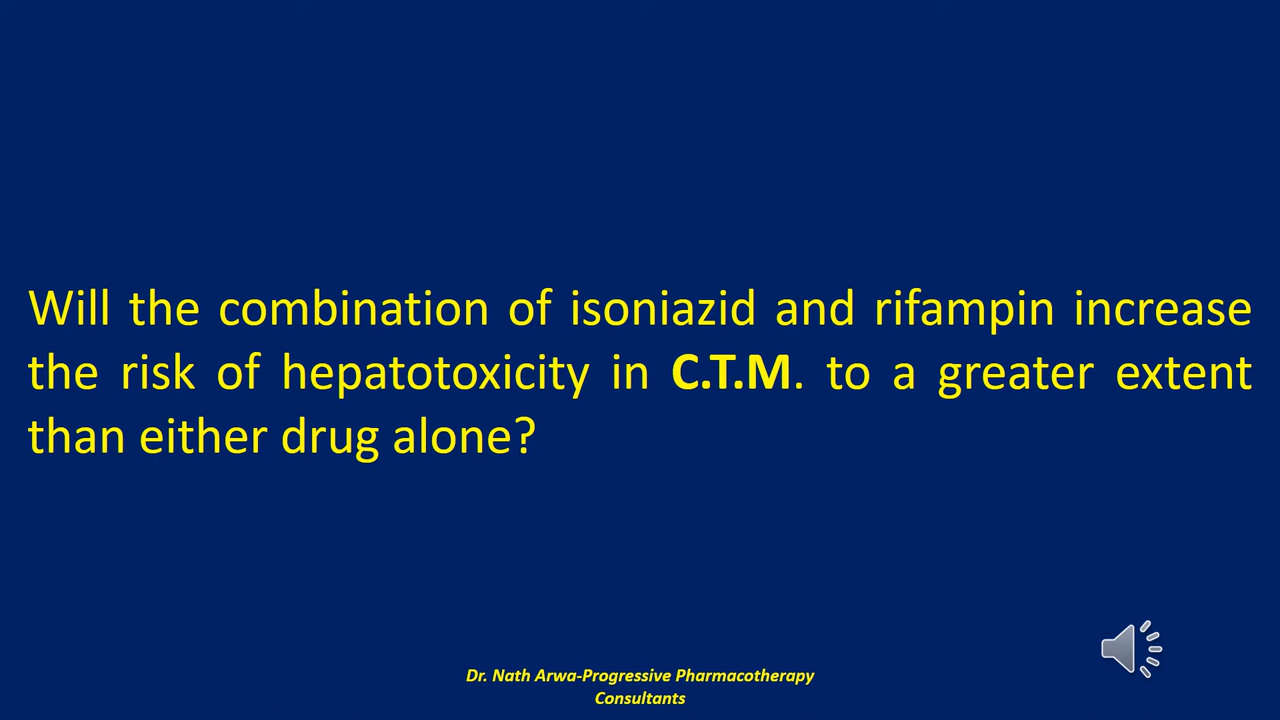 Will the combination of isoniazid and rifampin increase
the risk of hepatotoxicity in C.T.M. to a greater extent
than either drug alone?
Dr. Nath Arwa-Progressive Pharmacotherapy
Consultants